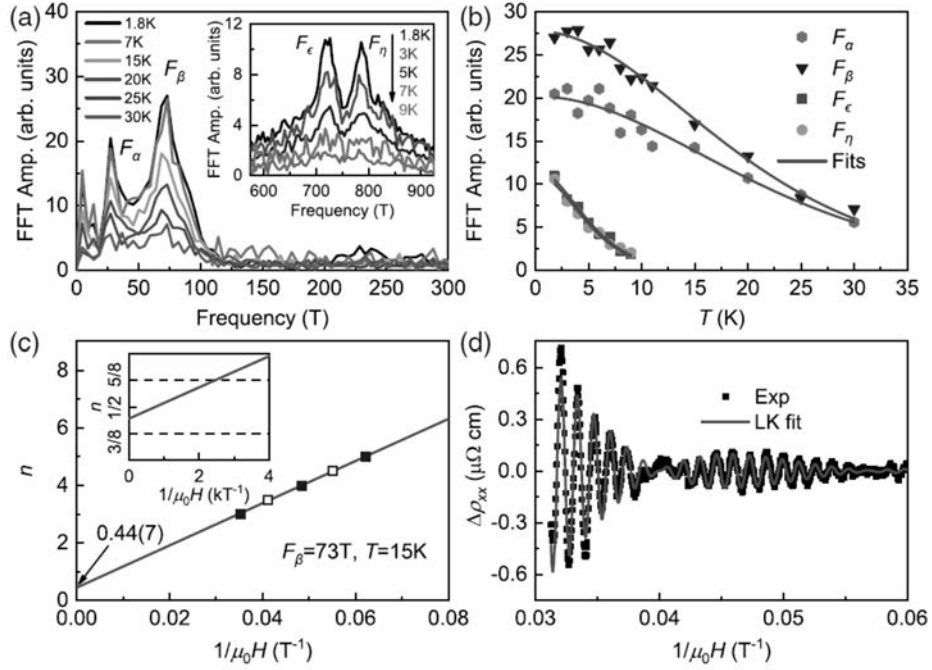 (a)
40
30
20
10
0
FFT Amp. (arb. units)
1.8K
7K
15K
20K
25K
30K
Fα
Fβ
0 50 100 150 200 250 300
Frequency (T)
12
8
4
0
FFT Amp. (arb. units)
Fϵ
Fη
1.8K
3K
5K
7K
9K
600 700 800 900
Frequency (T)
(b)
30
25
20
15
10
5
0
FFT Amp. (arb. units)
Fα
Fβ
Fϵ
Fη
Fits
0 5 10 15 20 25 30 35
T (K)
(c)
8
6
4
2
0
n
5/8
1/2
3/8
n
0 2 4
1/μ0H (kT⁻¹)
0.44(7)
Fβ=73T, T=15K
0.00 0.02 0.04 0.06 0.08
1/μ0H (T⁻¹)
(d)
0.6
0.3
0.0
-0.3
-0.6
Δρxx (μΩ cm)
Exp
LK fit
0.03 0.04 0.05 0.06
1/μ0H (T⁻¹)